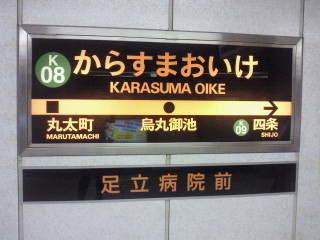 K
08
からすまおいけ
KARASUMA OIKE
丸太町
MARUTAMACHI
烏丸御池
K
09
四条
SHIJO
足立病院前